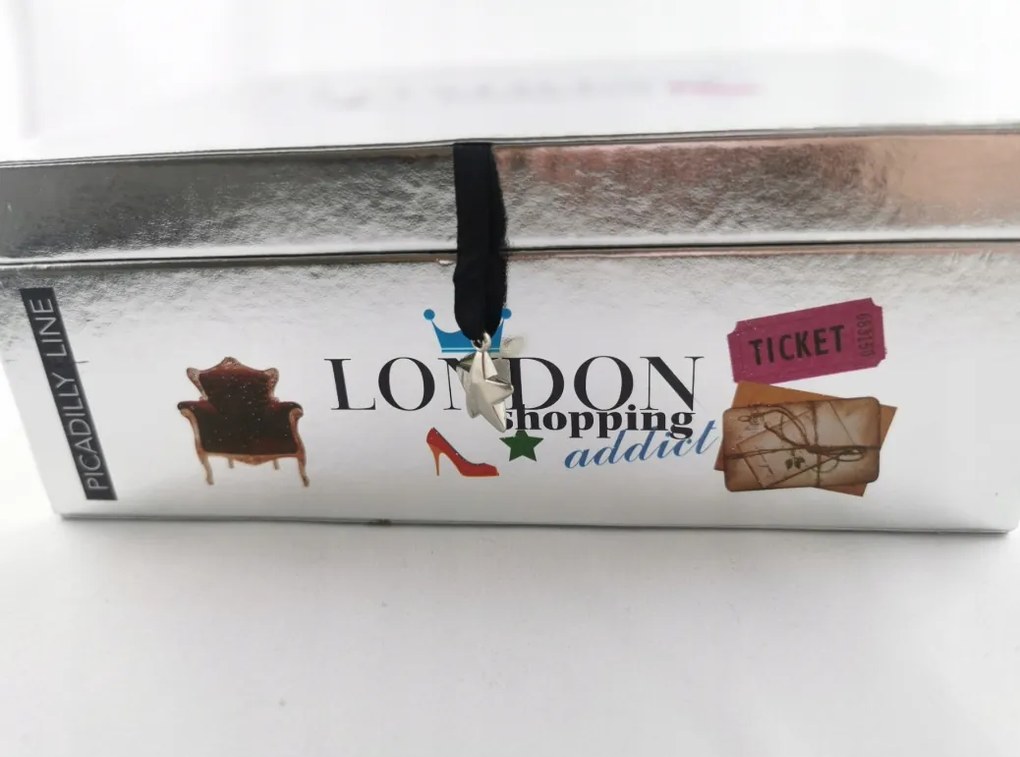 PICADILLY LINE
LONDON
shopping
addict
TICKET